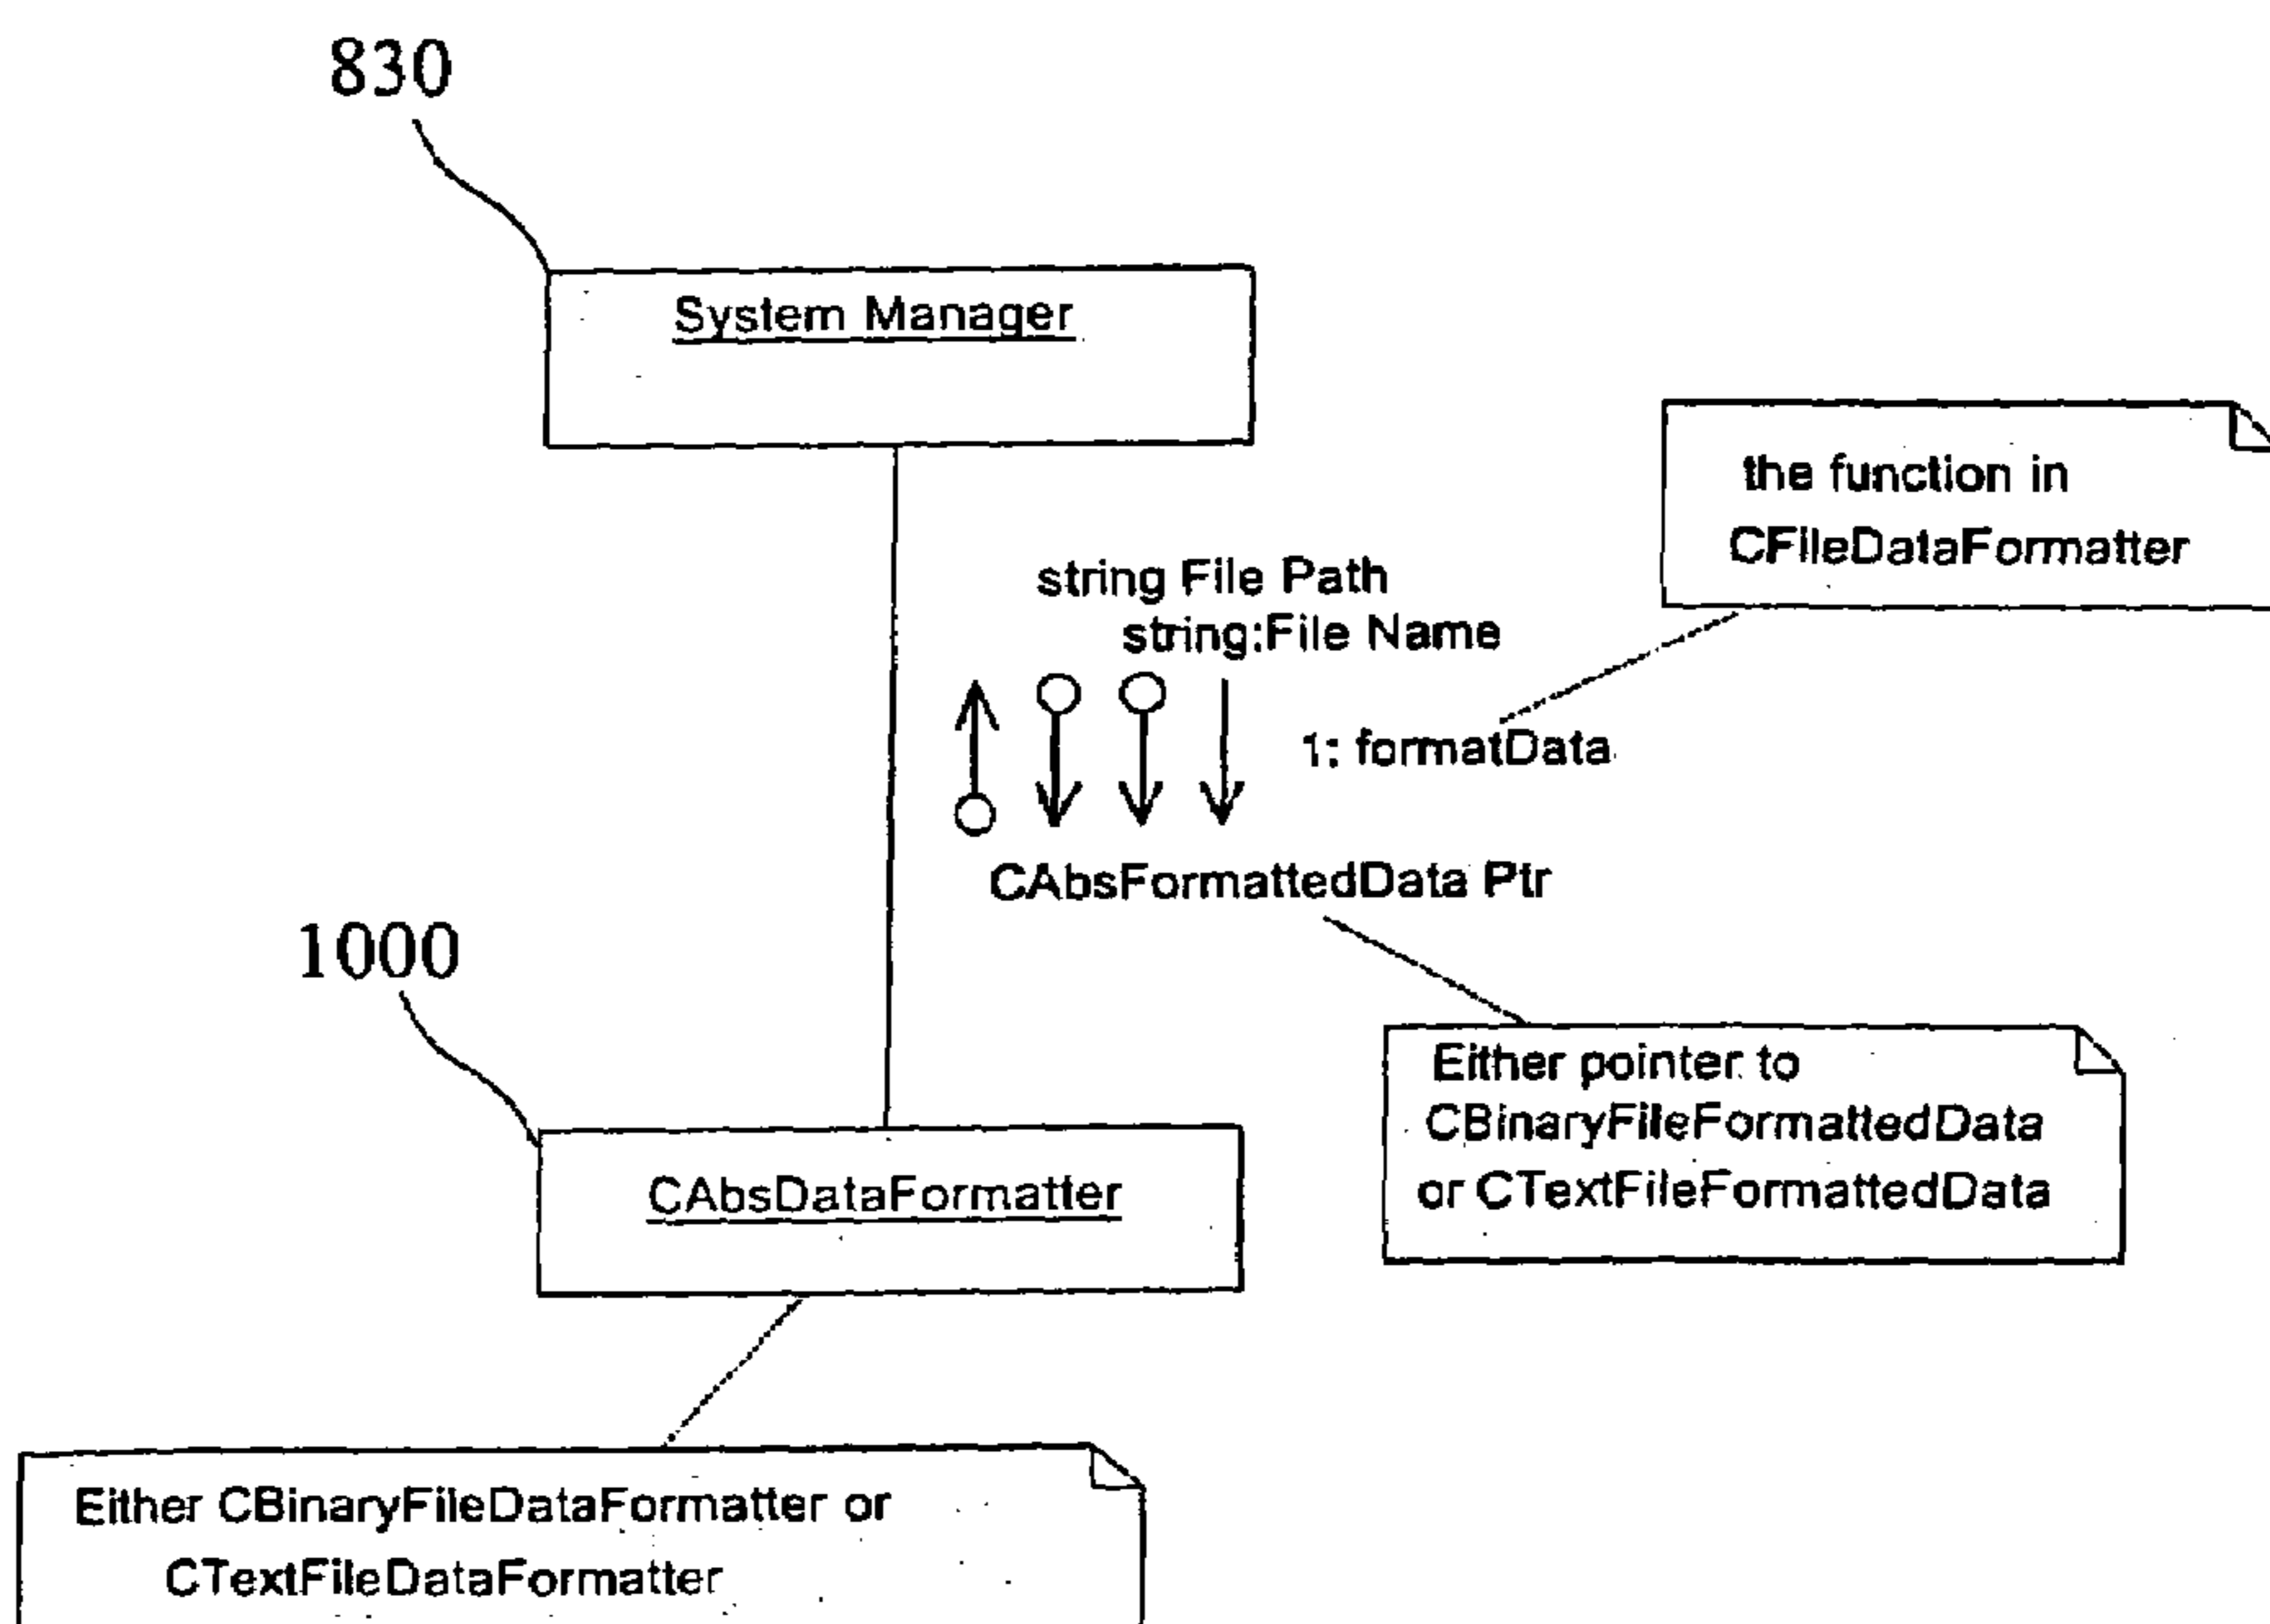 830
System Manager
the function in
CFileDataFormatter
string File Path
string:File Name
1: formatData
CAbsFormattedData Ptr
1000
Either pointer to
CBinaryFileFormattedData
or CTextFileFormattedData
CAbsDataFormatter
Either CBinaryFileDataFormatter or
CTextFileDataFormatter